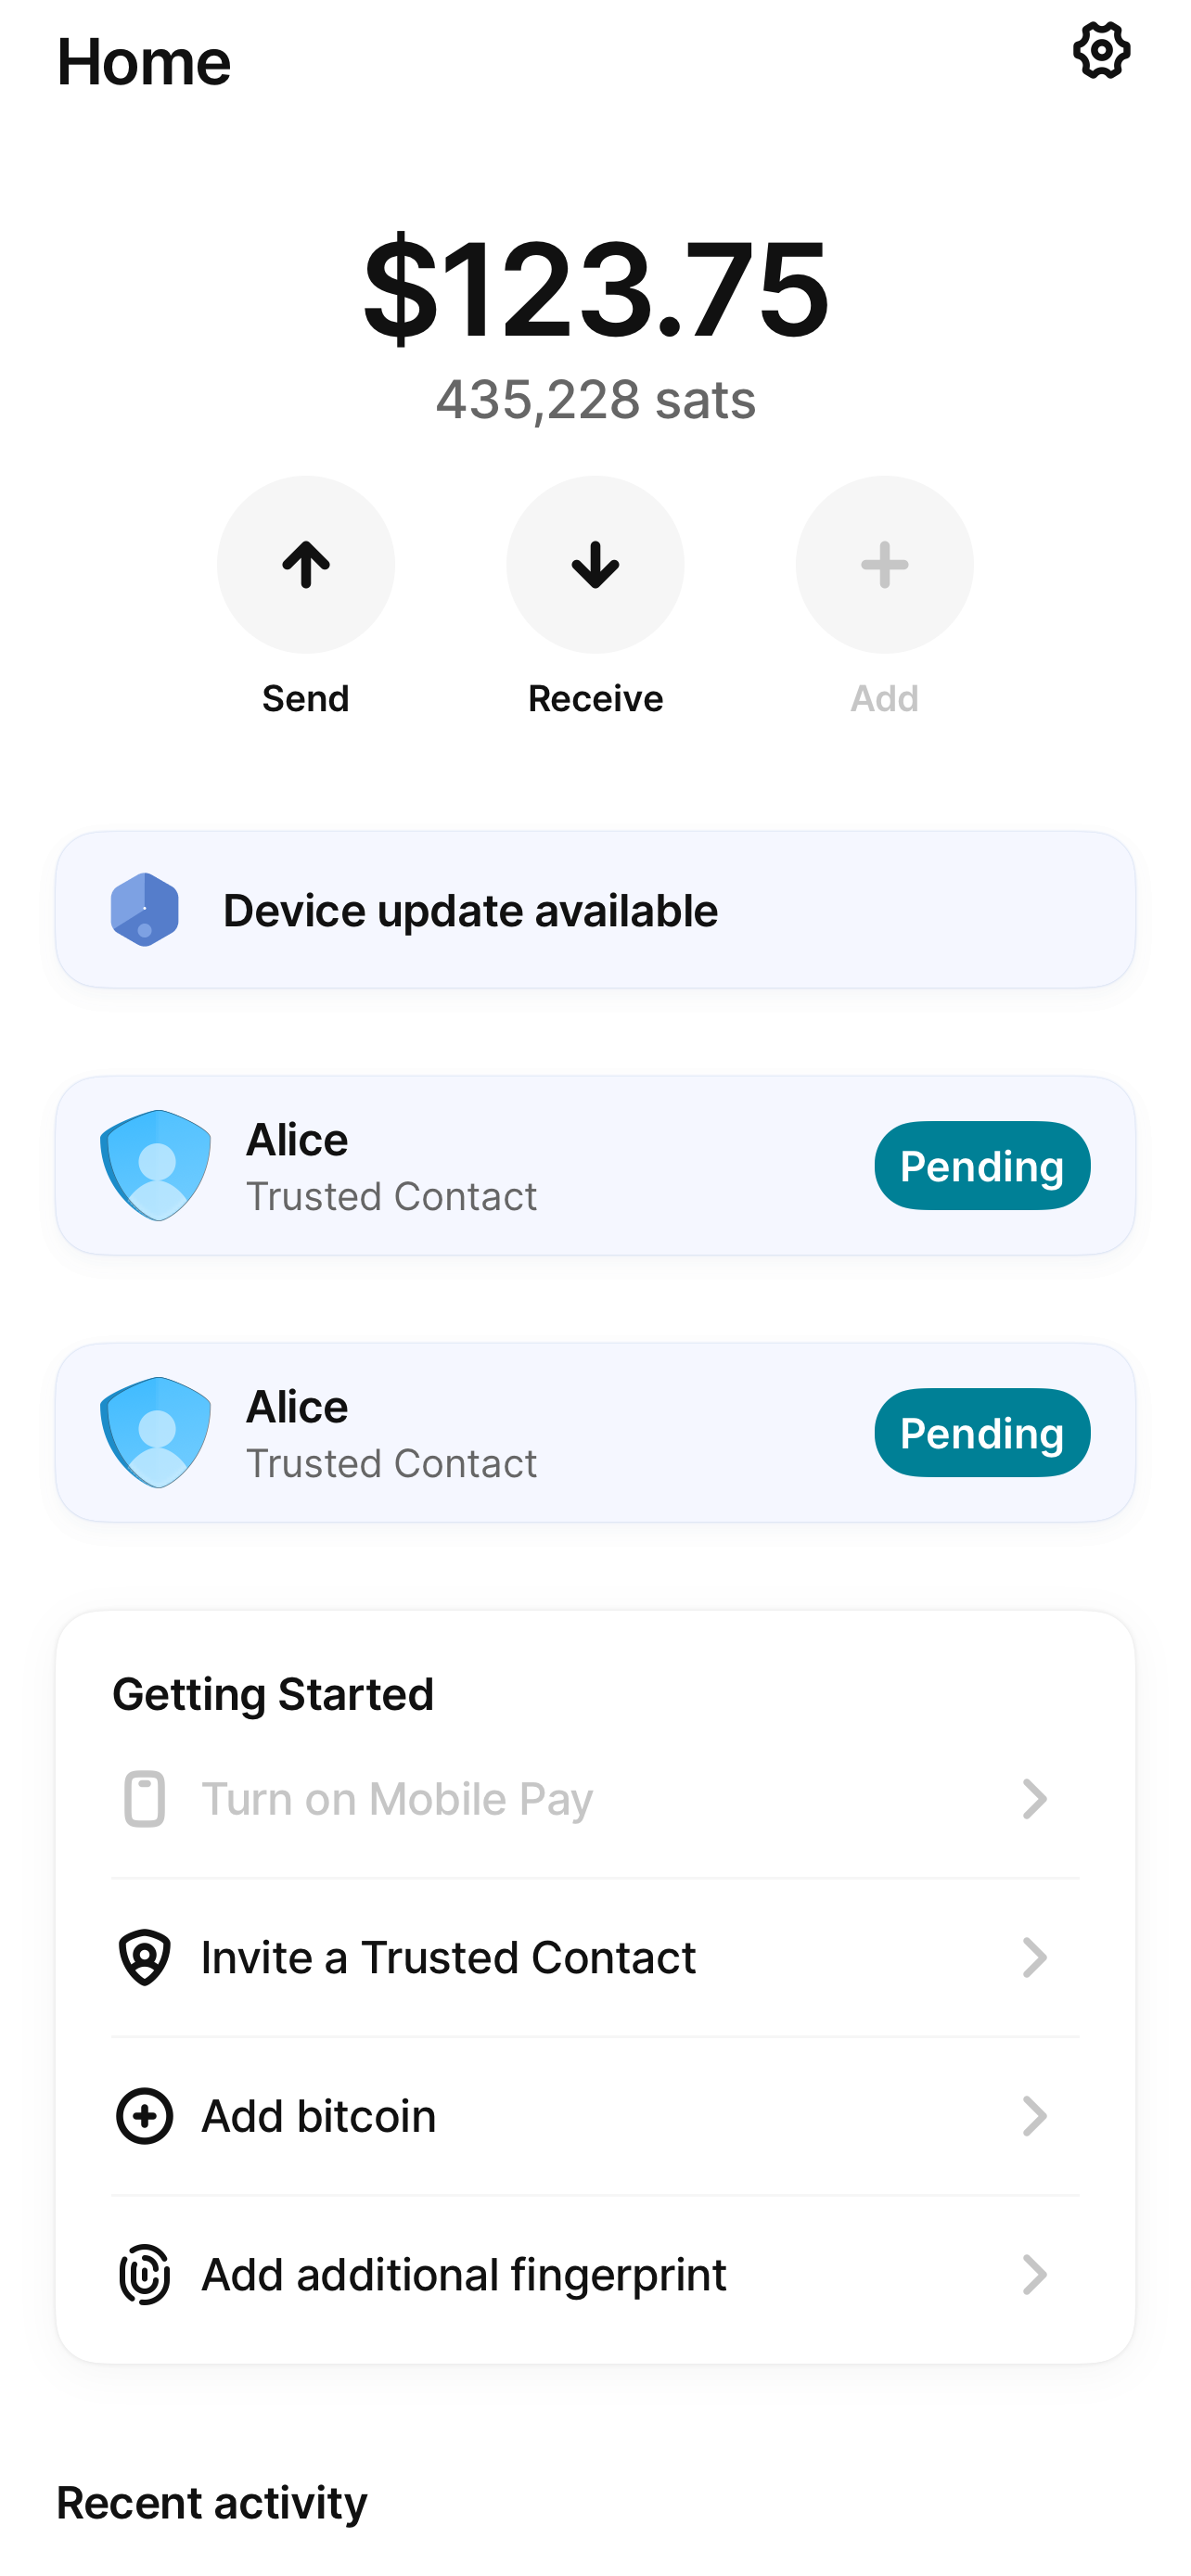 Home
$123.75
435,228 sats
Send
Receive
Add
Device update available
Alice
Trusted Contact
Pending
Alice
Trusted Contact
Pending
Getting Started
Turn on Mobile Pay
Invite a Trusted Contact
Add bitcoin
Add additional fingerprint
Recent activity